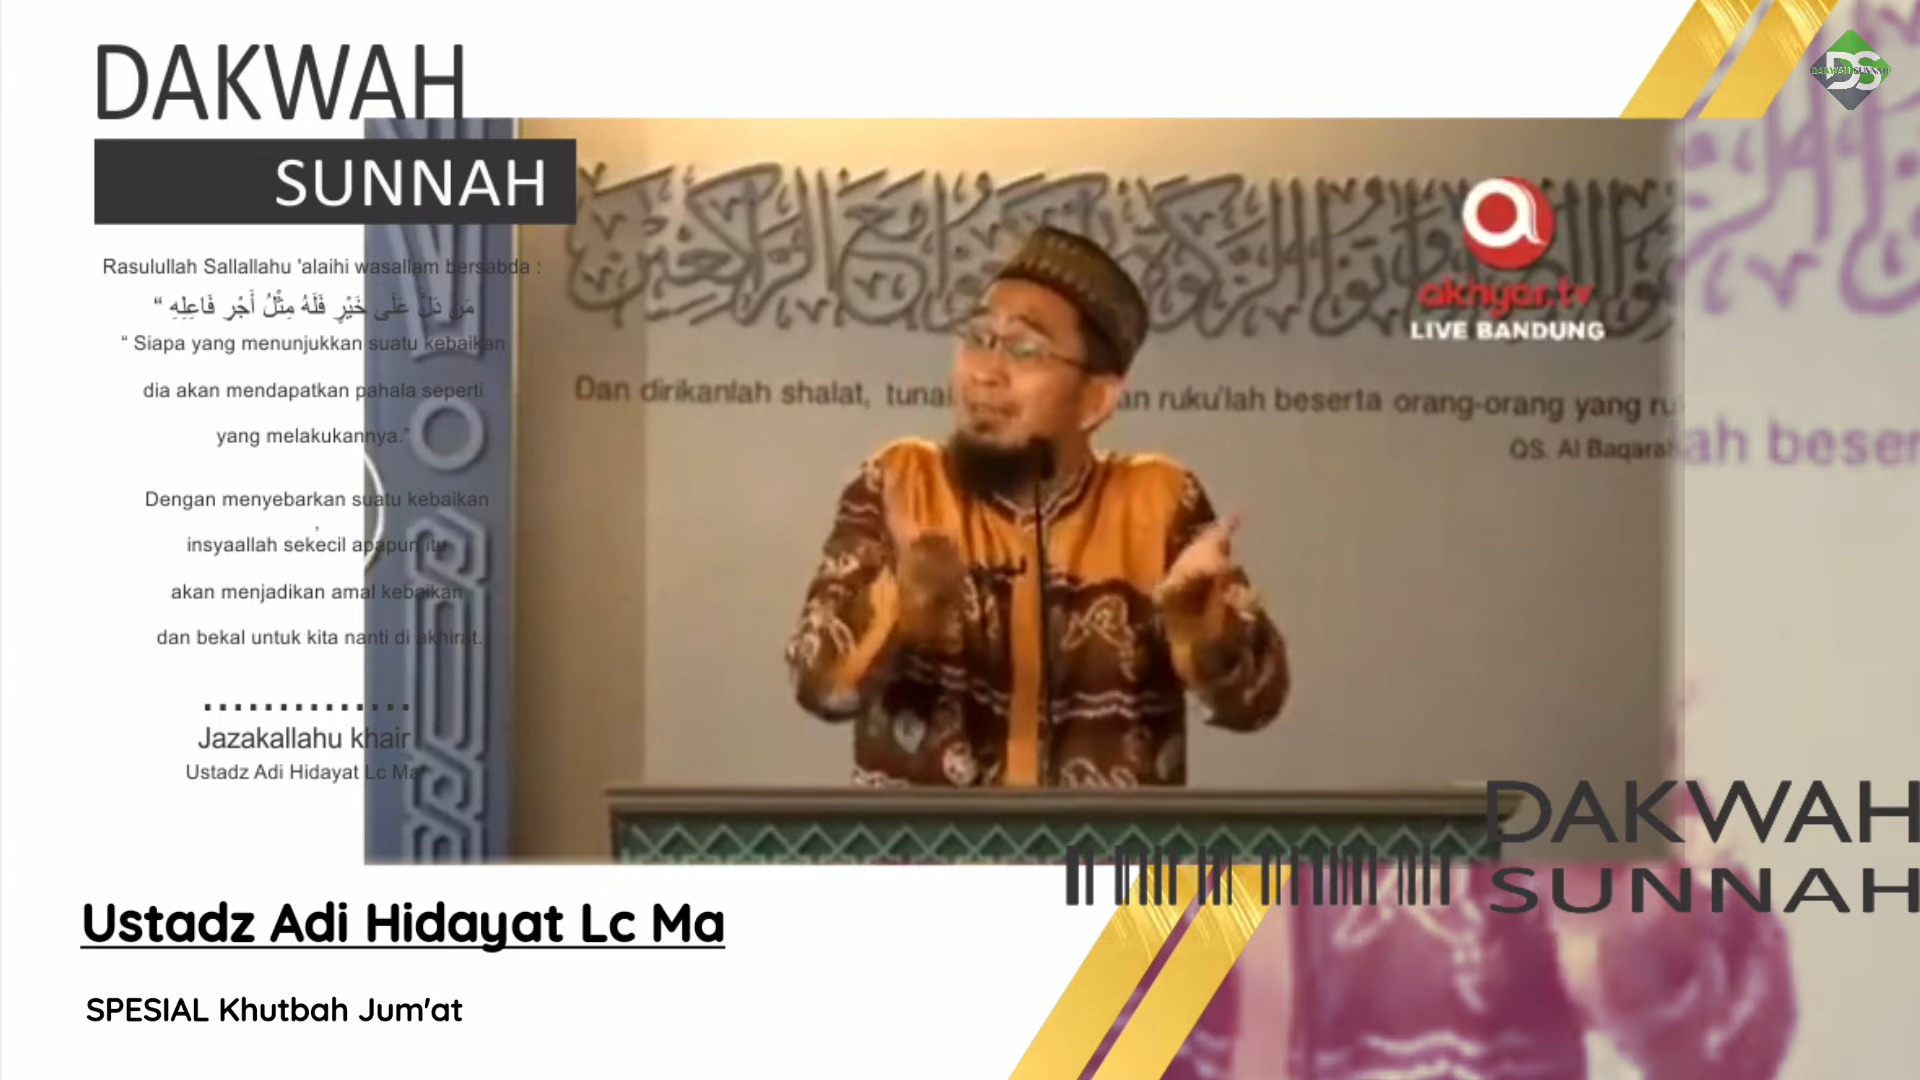 DAKWAH
SUNNAH
Rasulullah Sallallahu 'alaihi wasallam bersabda :
“ مَنْ دَلَّ عَلَى خَيْرٍ فَلَهُ مِثْلُ أَجْرِ فَاعِلِهِ
“ Siapa yang menunjukkan suatu kebaikan
dia akan mendapatkan pahala seperti
yang melakukannya.”
Dengan menyebarkan suatu kebaikan
insyaallah sekecil apapun itu
akan menjadikan amal kebaikan
dan bekal untuk kita nanti di akhirat.
Jazakallahu khair
Ustadz Adi Hidayat Lc Ma
DS
DAKWAH SUNNAH
akhyar.tv
LIVE BANDUNG
Dan dirikanlah shalat, ruku'lah beserta orang-orang yang
QS. Al Baqarah
DAKWAH
SUNNAH
Ustadz Adi Hidayat Lc Ma
SPESIAL Khutbah Jum'at